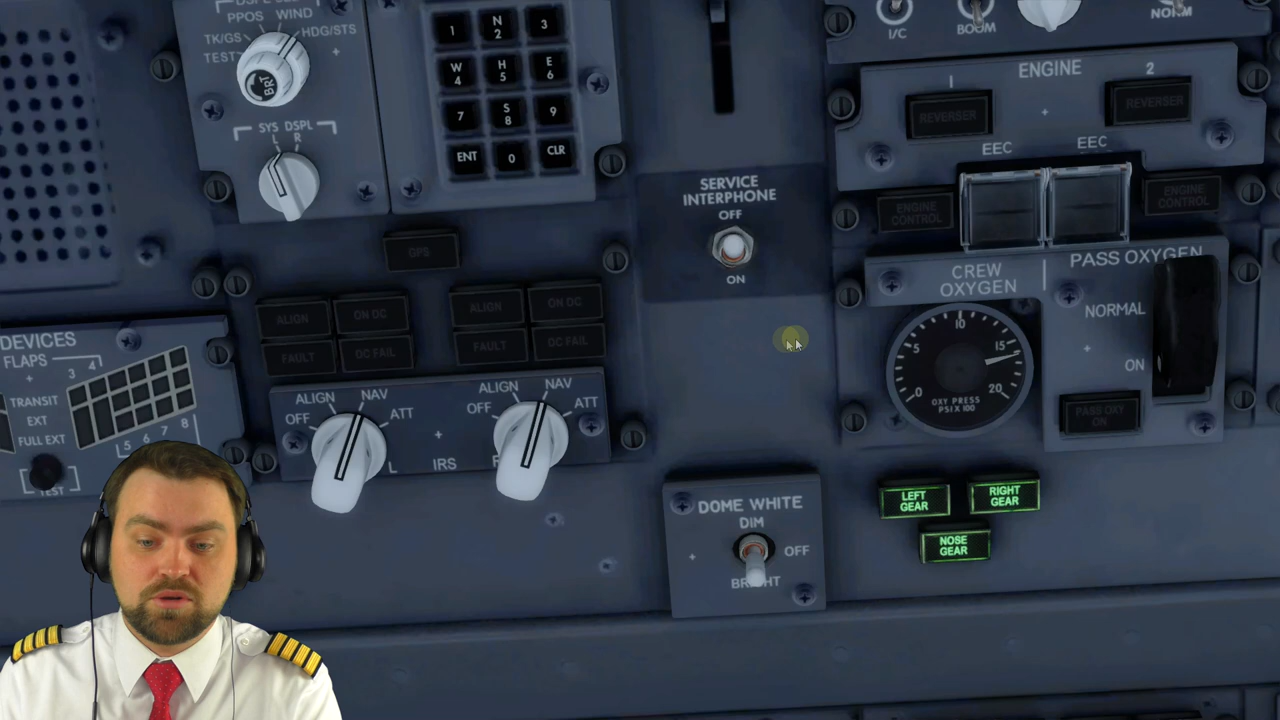 DSPL SEL
PPOS WIND
TK/GS HDG/STS
TEST
BRT
SYS DSPL
L R
1 N 2 3
W 4 H 5 E 6
7 S 8 9
ENT 0 CLR
GPS
ALIGN ON DC
FAULT DC FAIL
ALIGN ON DC
FAULT DC FAIL
ALIGN NAV
OFF ATT
ALIGN NAV
OFF ATT
L IRS
DEVICES
FLAPS
3 4
TRANSIT
EXT
FULL EXT
5 6 7 8
TEST
SERVICE
INTERPHONE
OFF
ON
DOME WHITE
DIM
OFF
BRIGHT
I/C BOOM NORM
ENGINE
1 2
REVERSER REVERSER
EEC EEC
ENGINE
CONTROL
ENGINE
CONTROL
CREW
OXYGEN
0 5 10 15 20
OXY PRESS
PSI X 100
PASS OXYGEN
NORMAL
ON
PASS OXY
ON
LEFT
GEAR
RIGHT
GEAR
NOSE
GEAR